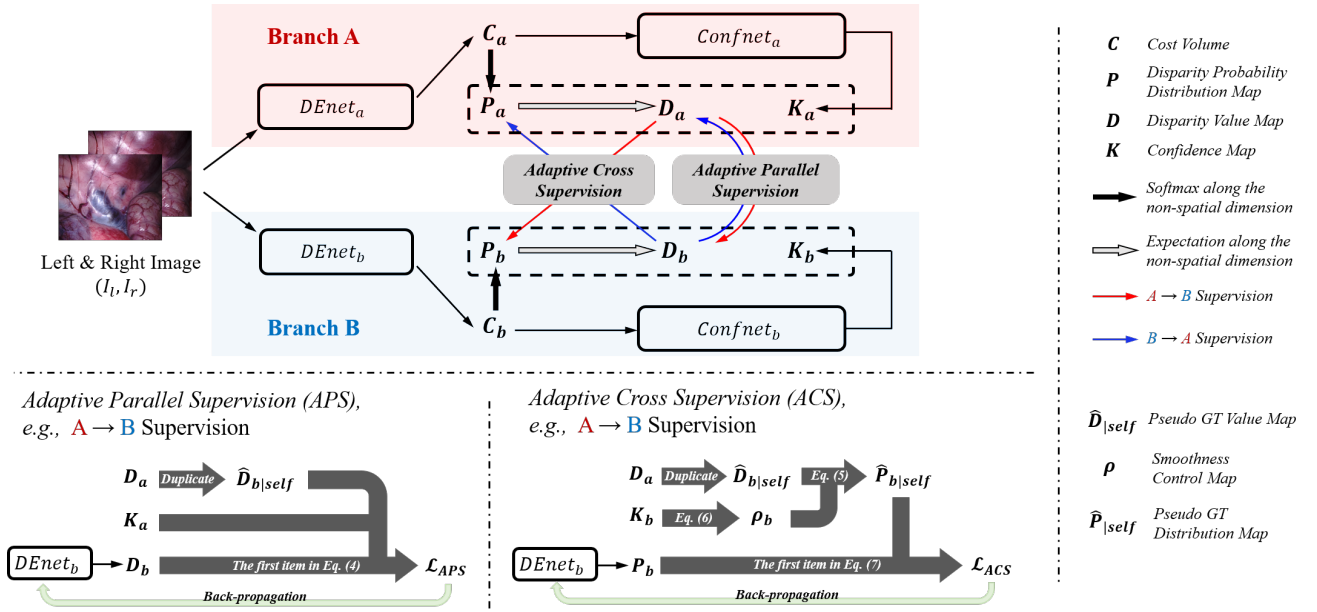 Branch A
C_a
Confnet_a
DEnet_a
P_a
D_a
K_a
Adaptive Cross
Supervision
Adaptive Parallel
Supervision
Left & Right Image
(I_l, I_r)
DEnet_b
P_b
D_b
K_b
Branch B
C_b
Confnet_b
C Cost Volume
P Disparity Probability
Distribution Map
D Disparity Value Map
K Confidence Map
Softmax along the
non-spatial dimension
Expectation along the
non-spatial dimension
A → B Supervision
B → A Supervision
D̂_|self Pseudo GT Value Map
ρ Smoothness
Control Map
P̂_|self Pseudo GT
Distribution Map
Adaptive Parallel Supervision (APS),
e.g., A → B Supervision
D_a Duplicate D̂_b|self
K_a
DEnet_b D_b The first item in Eq. (4) ℒ_APS
Back-propagation
Adaptive Cross Supervision (ACS),
e.g., A → B Supervision
D_a Duplicate D̂_b|self Eq. (5) P̂_b|self
K_b Eq. (6) ρ_b
DEnet_b P_b The first item in Eq. (7) ℒ_ACS
Back-propagation